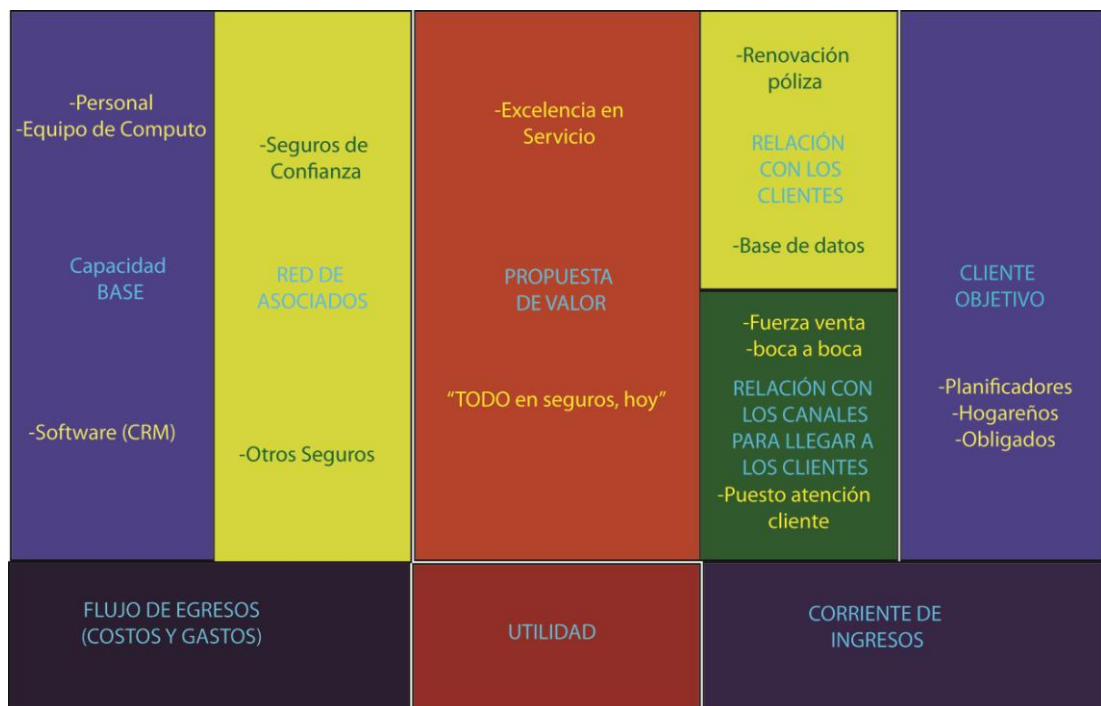 -Personal
-Equipo de Computo
Capacidad
BASE
-Software (CRM)
-Seguros de
Confianza
RED DE
ASOCIADOS
-Otros Seguros
-Excelencia en
Servicio
PROPUESTA
DE VALOR
“TODO en seguros, hoy”
-Renovación
póliza
RELACIÓN
CON LOS
CLIENTES
-Base de datos
-Fuerza venta
-boca a boca
RELACIÓN CON
LOS CANALES
PARA LLEGAR A
LOS CLIENTES
-Puesto atención
cliente
CLIENTE
OBJETIVO
-Planificadores
-Hogareños
-Obligados
FLUJO DE EGRESOS
(COSTOS Y GASTOS)
UTILIDAD
CORRIENTE DE
INGRESOS